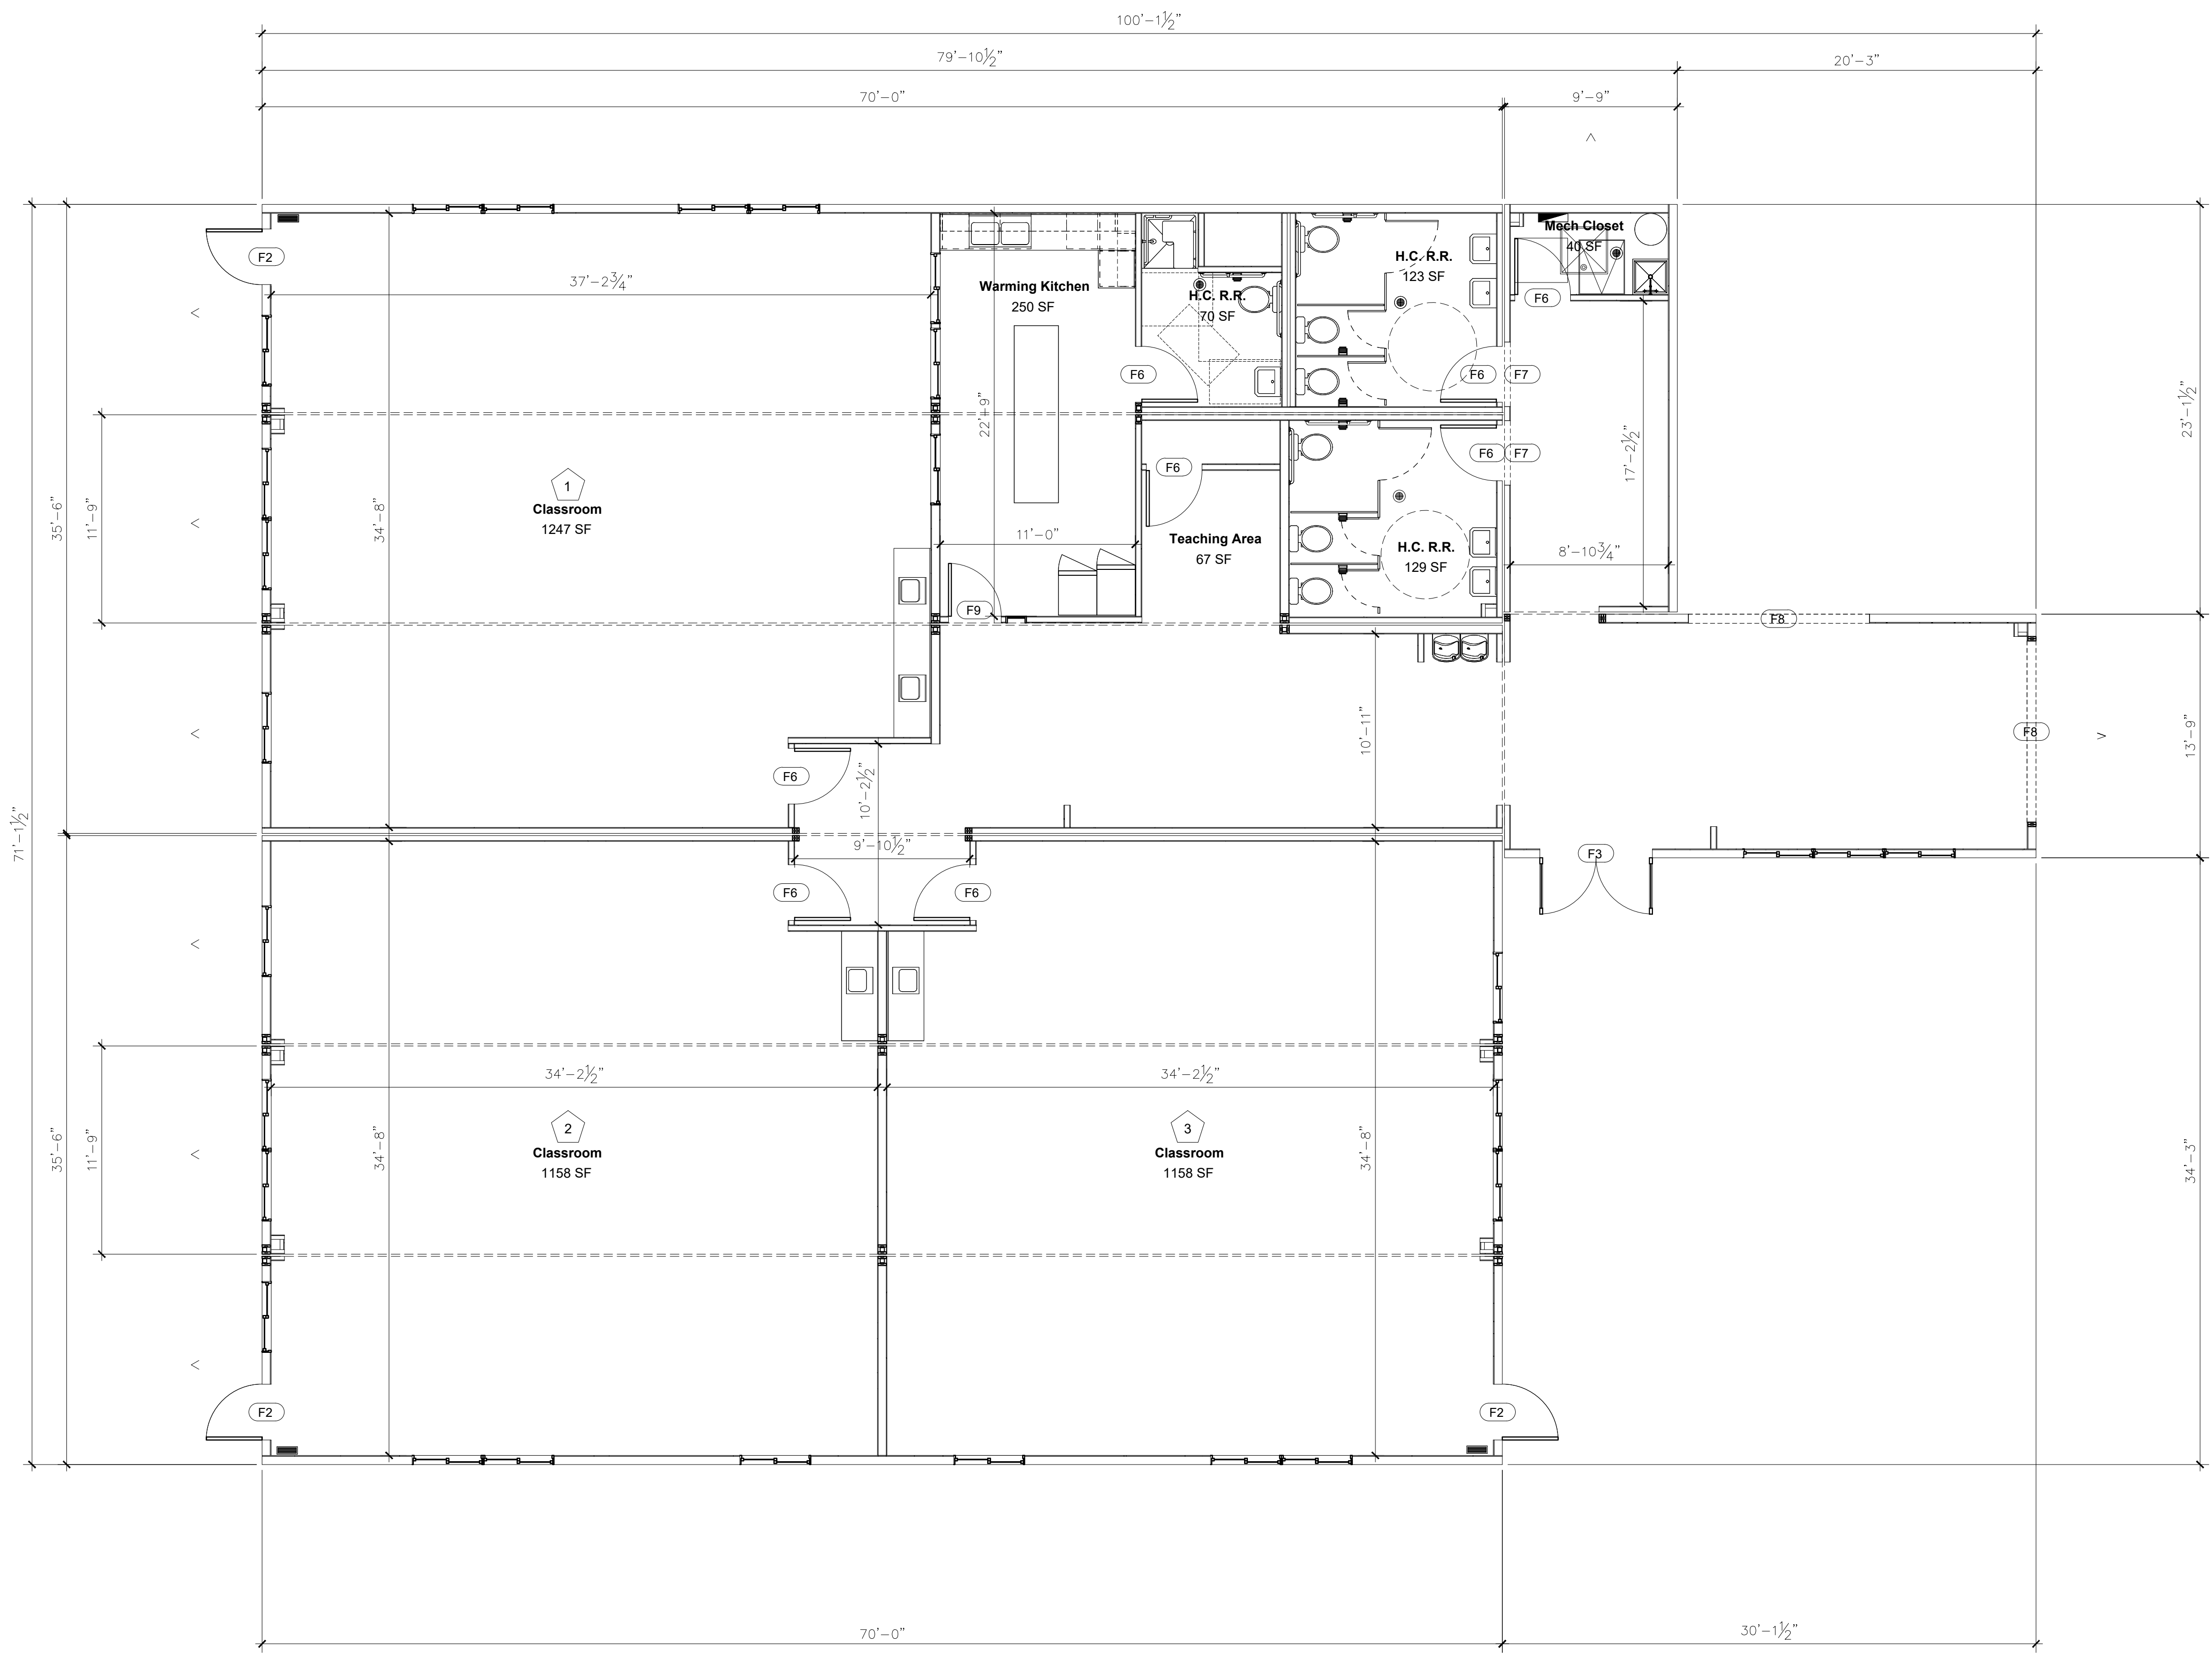 100'-1½"
79'-10½"
20'-3"
70'-0"
9'-9"
F2
37'-2¾"
Warming Kitchen
250 SF
H.C. R.R.
70 SF
H.C. R.R.
123 SF
Mech Closet
40 SF
F6
F6
F6
F7
22'-9"
23'-1½"
17'-2½"
F6
F6
F7
35'-6"
11'-9"
34'-8"
1
Classroom
1247 SF
11'-0"
Teaching Area
67 SF
H.C. R.R.
129 SF
8'-10¾"
F9
F8
F8
13'-9"
10'-11"
F6
10'-2½"
71'-1½"
9'-10½"
F3
F6
F6
34'-2½"
34'-2½"
35'-6"
11'-9"
34'-8"
2
Classroom
1158 SF
3
Classroom
1158 SF
34'-8"
34'-3"
F2
F2
70'-0"
30'-1½"